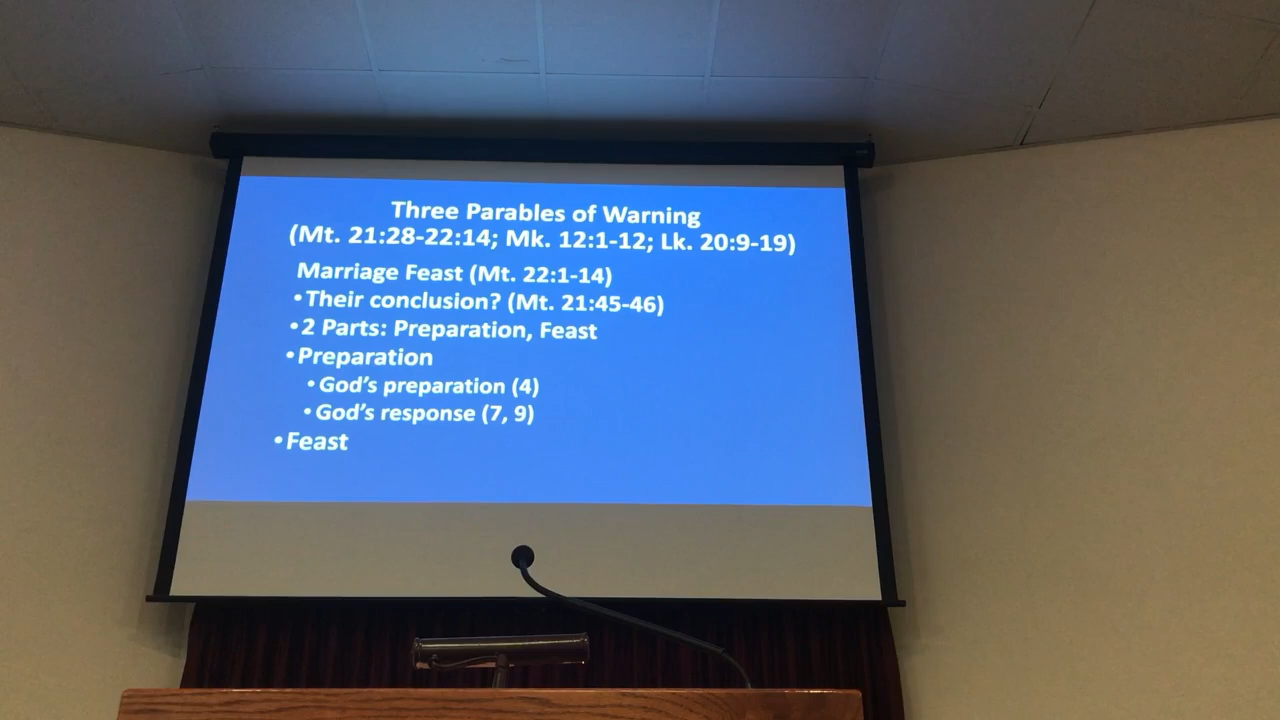 Three Parables of Warning
(Mt. 21:28-22:14; Mk. 12:1-12; Lk. 20:9-19)
Marriage Feast (Mt. 22:1-14)
•Their conclusion? (Mt. 21:45-46)
•2 Parts: Preparation, Feast
•Preparation
•God's preparation (4)
•God's response (7, 9)
•Feast